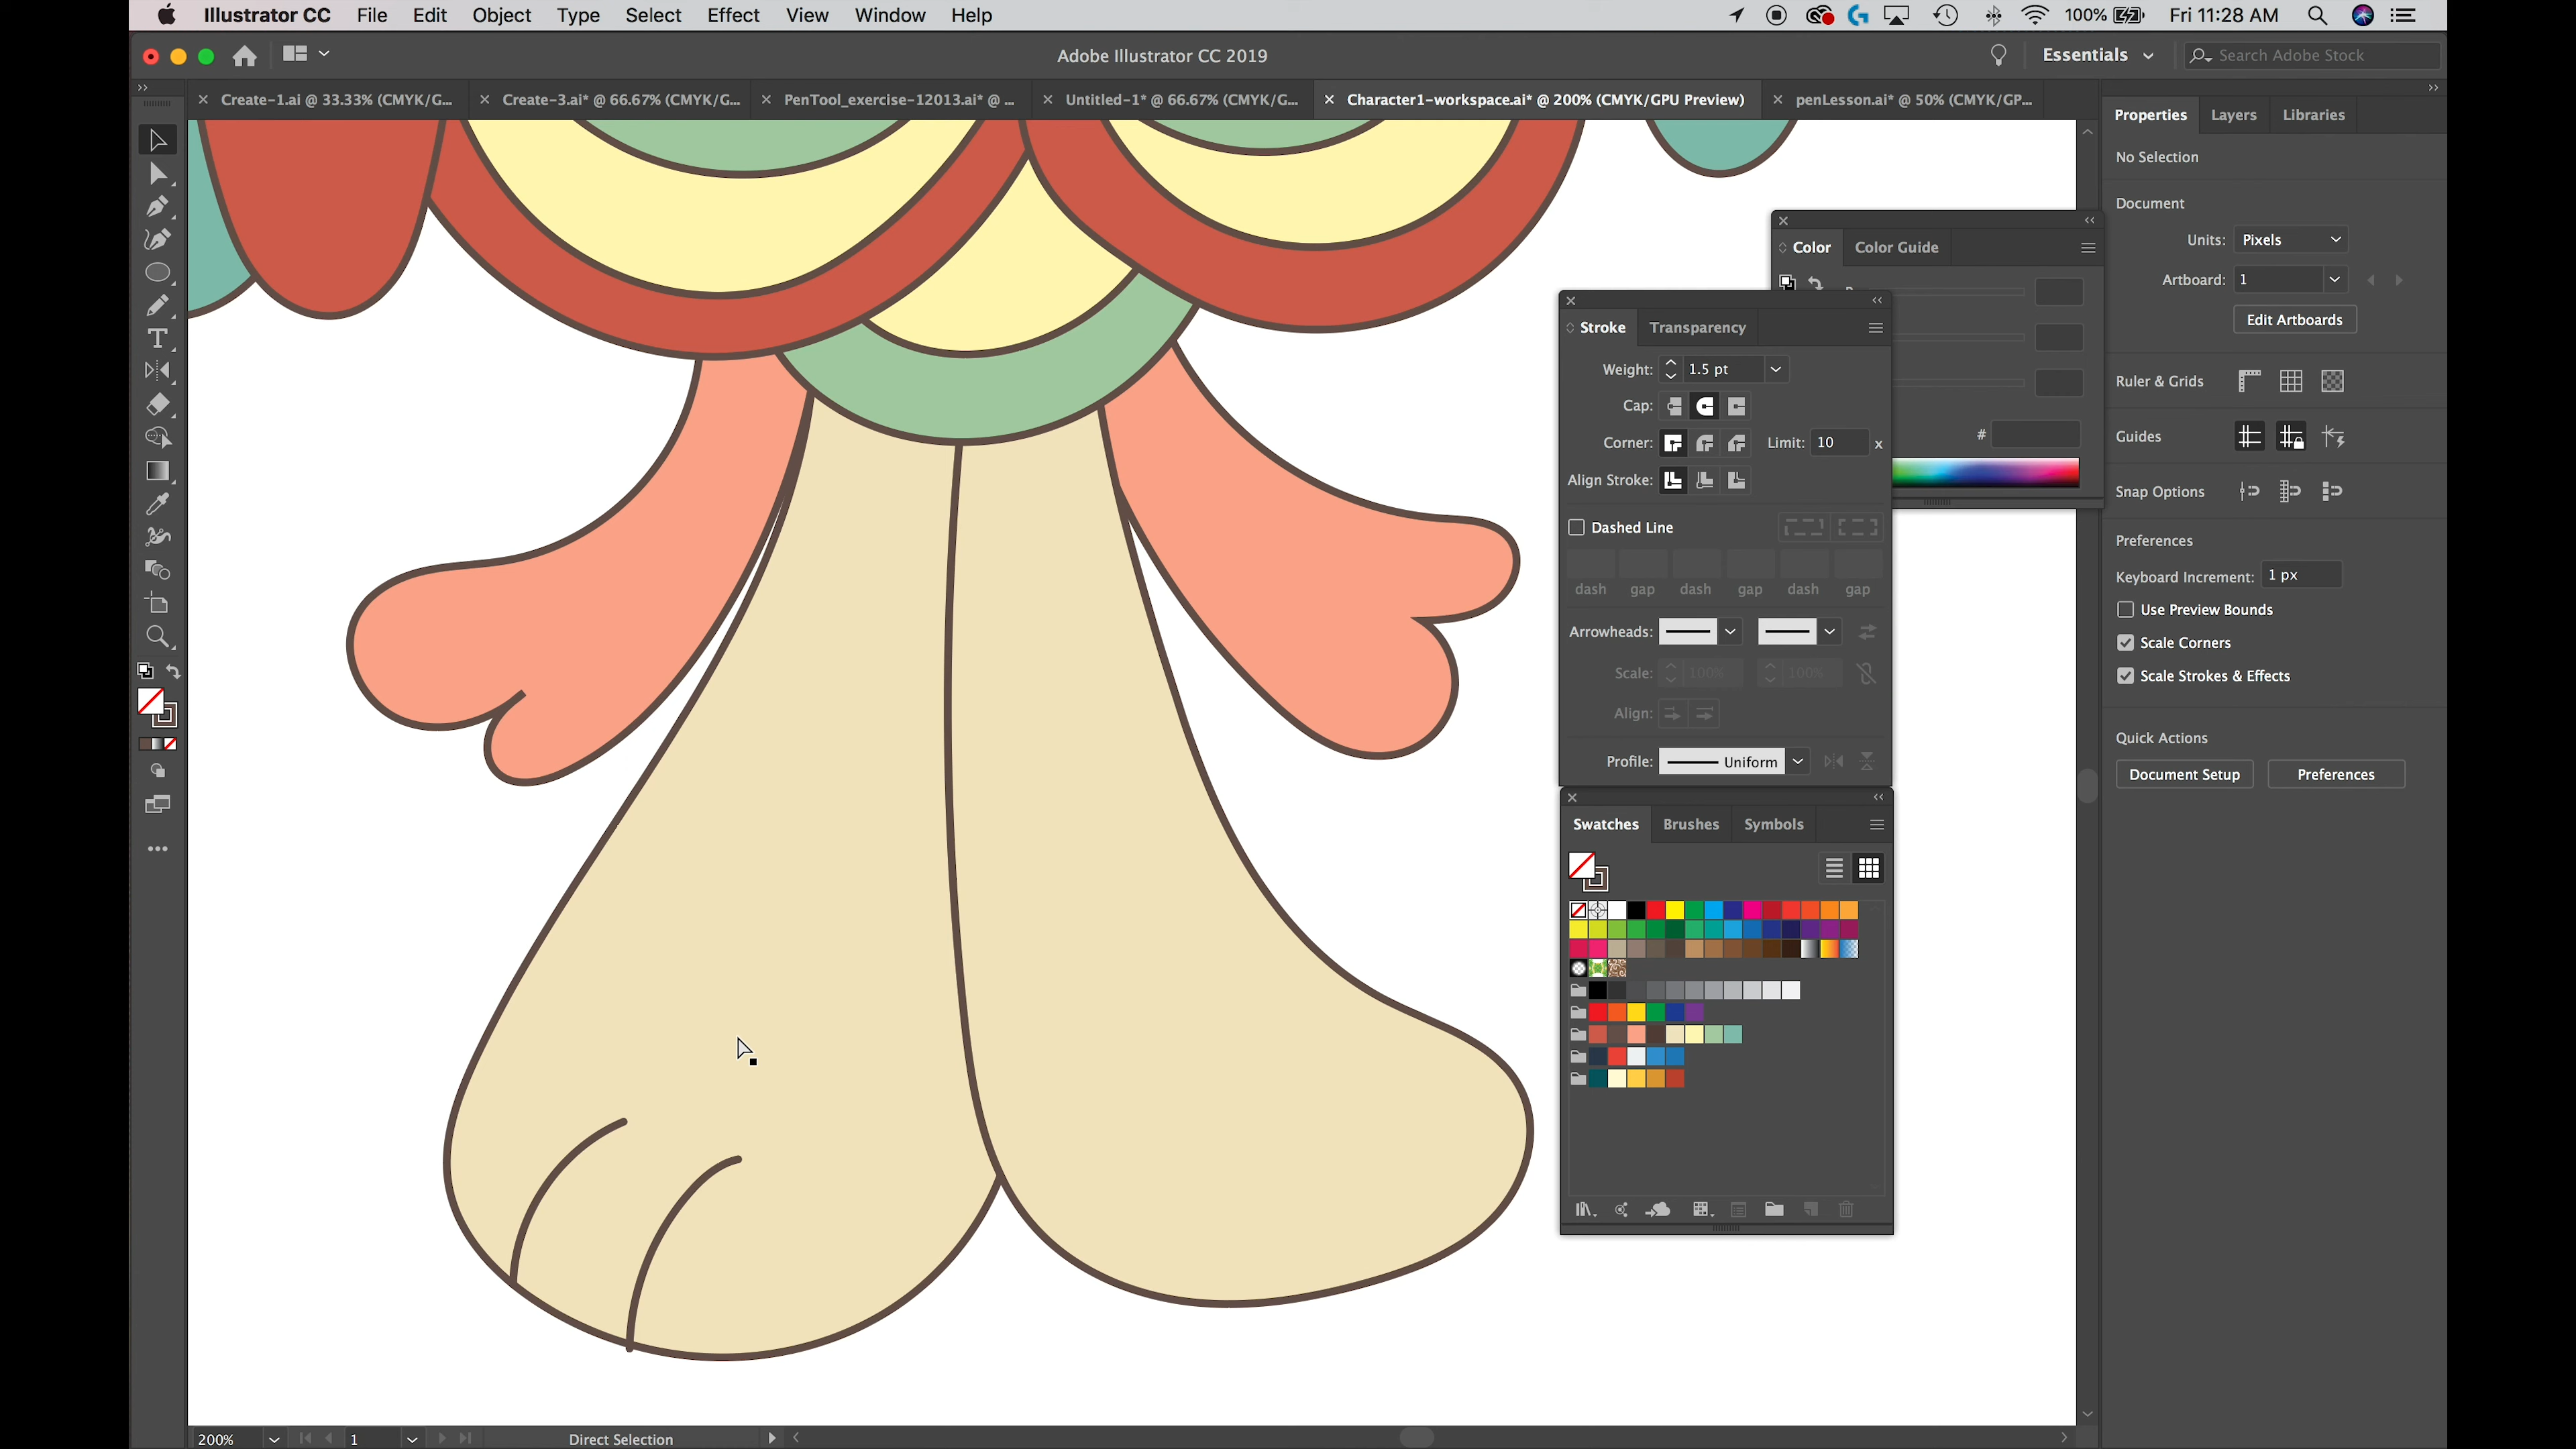 Illustrator CC File Edit Object Type Select Effect View Window Help 100% Fri 11:28 AM
Adobe Illustrator CC 2019 Essentials Search Adobe Stock
Create-1.ai @ 33.33% (CMYK/G... Create-3.ai* @ 66.67% (CMYK/G... PenTool_exercise-12013.ai* @ ... Untitled-1* @ 66.67% (CMYK/G... Character1-workspace.ai* @ 200% (CMYK/GPU Preview) penLesson.ai* @ 50% (CMYK/GP...
Properties Layers Libraries
No Selection
Document
Units: Pixels
Artboard: 1
Edit Artboards
Ruler & Grids
Guides
Snap Options
Preferences
Keyboard Increment: 1 px
Use Preview Bounds
Scale Corners
Scale Strokes & Effects
Quick Actions
Document Setup Preferences
Color Color Guide
#
Stroke Transparency
Weight: 1.5 pt
Cap:
Corner: Limit: 10 x
Align Stroke:
Dashed Line
dash gap dash gap dash gap
Arrowheads:
Scale: 100% 100%
Align:
Profile: Uniform
Swatches Brushes Symbols
200% 1 Direct Selection